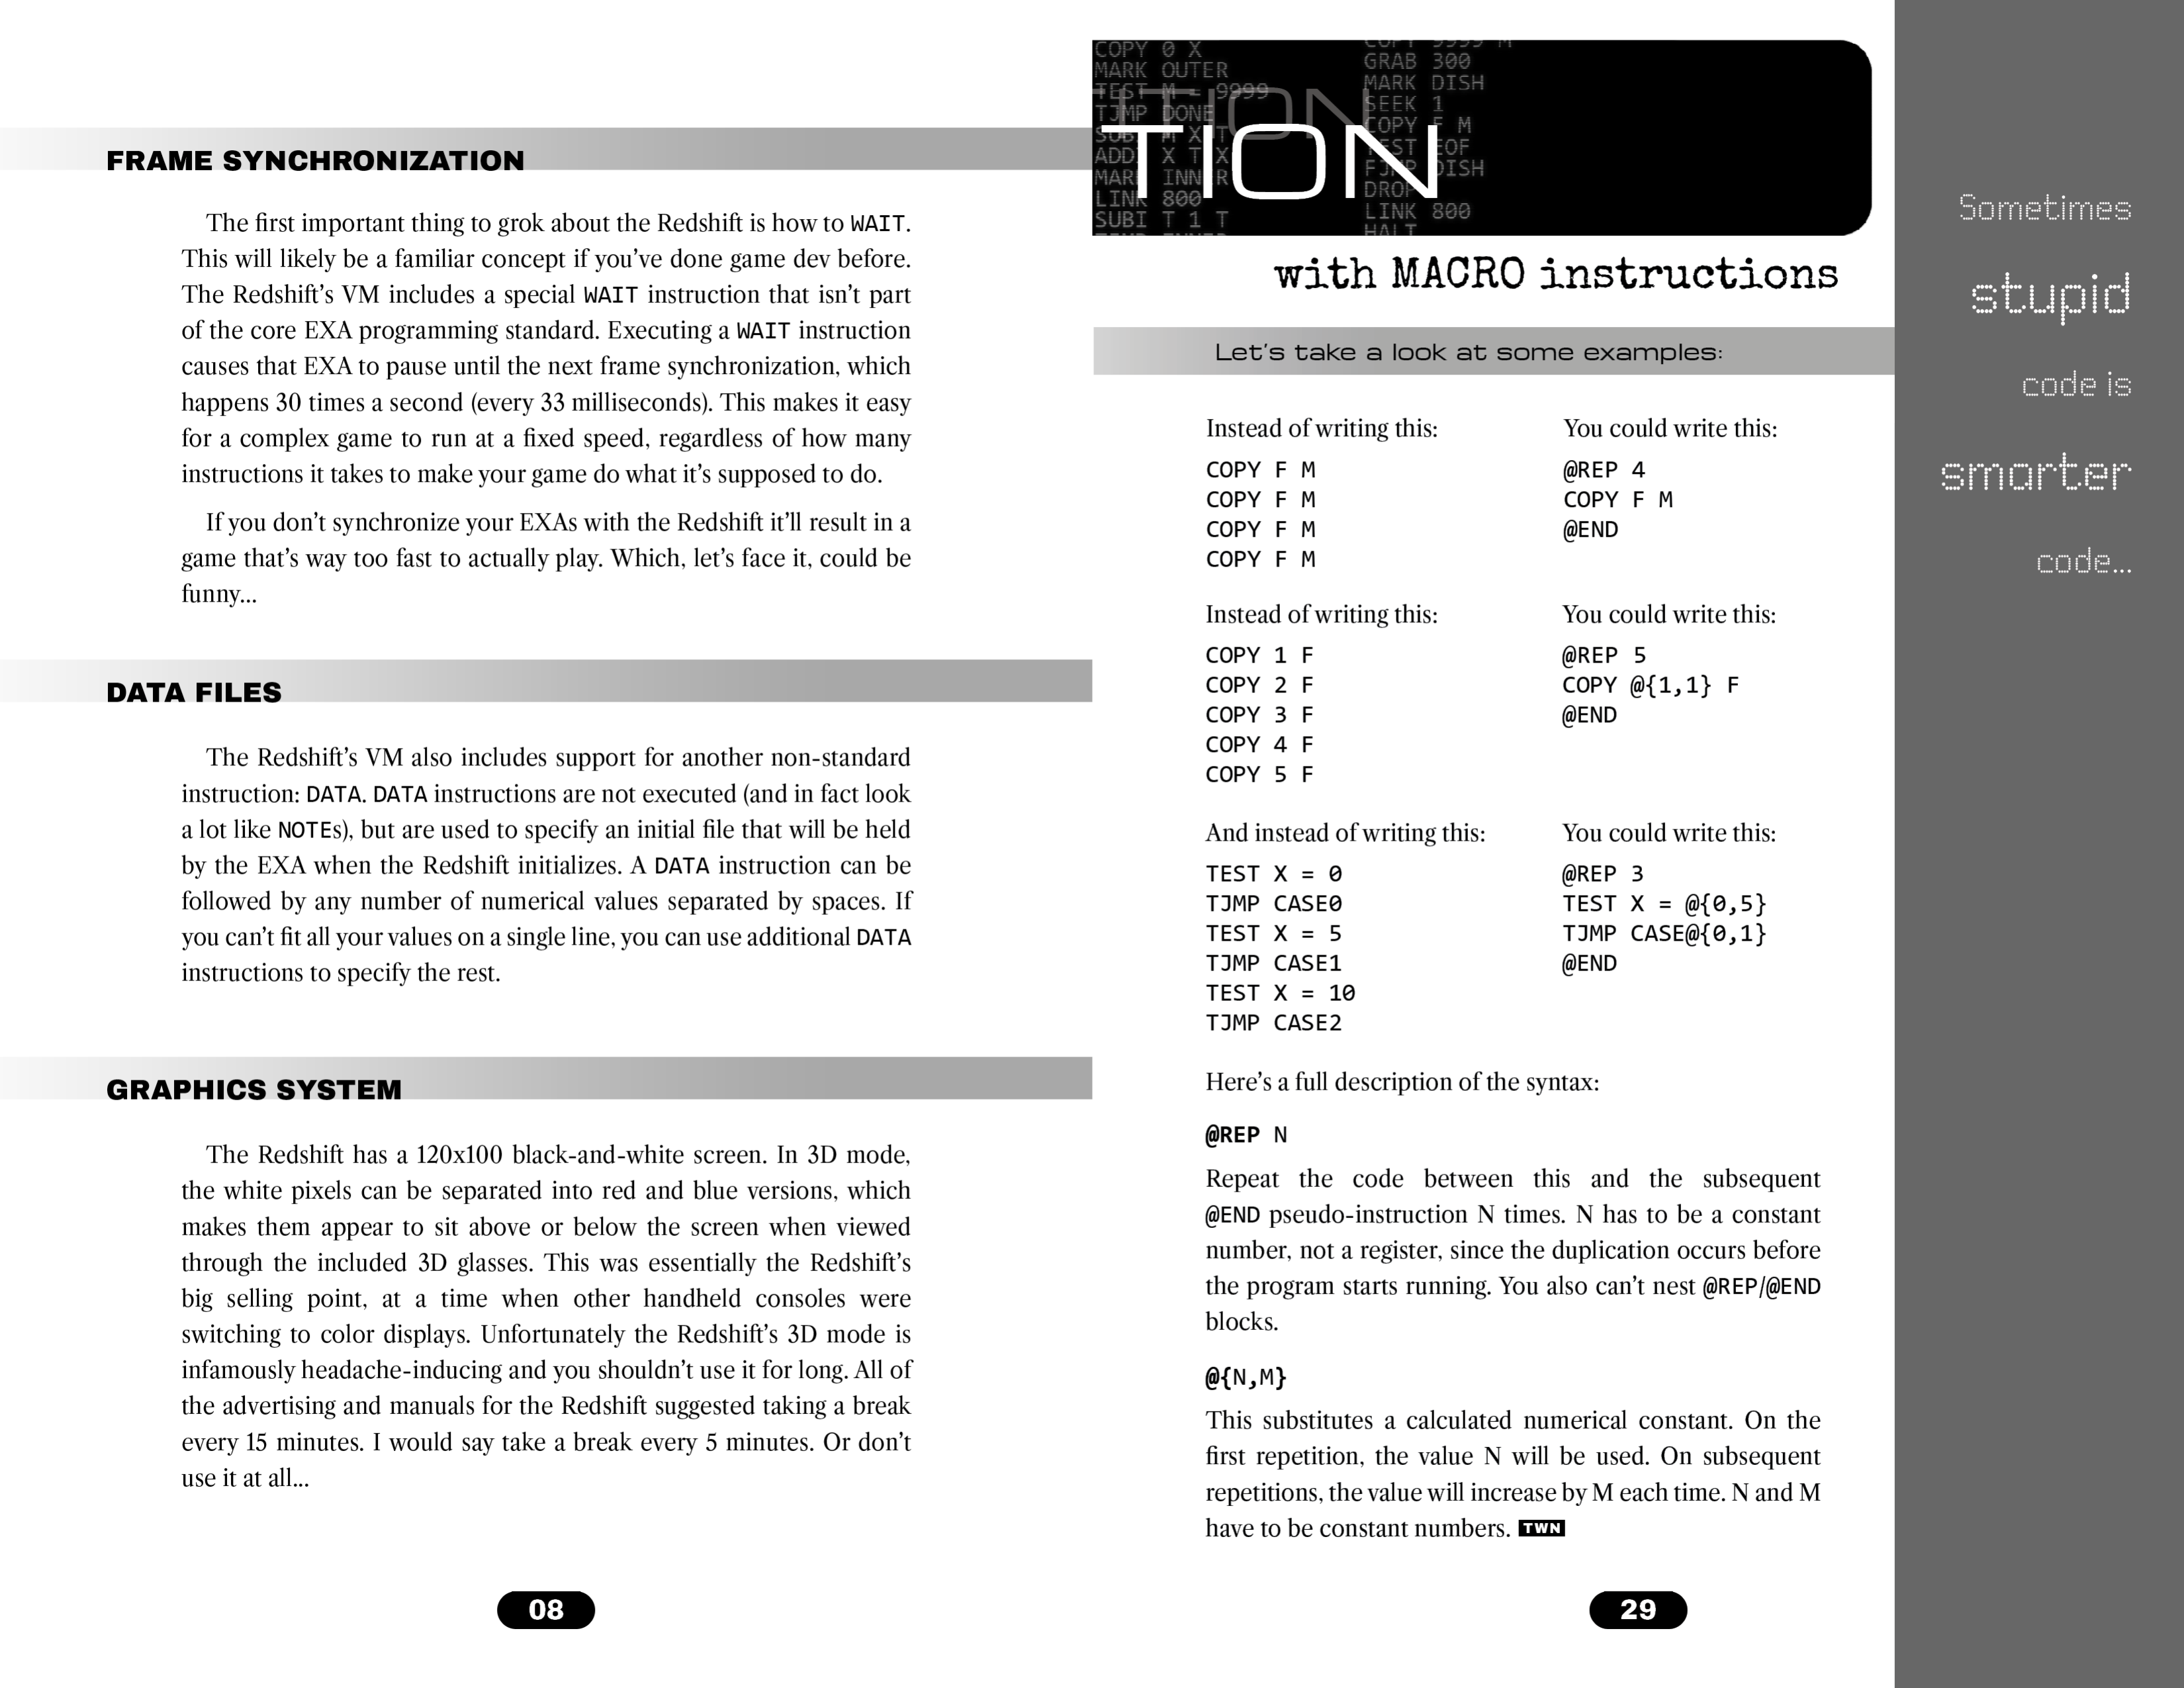 FRAME SYNCHRONIZATION
The first important thing to grok about the Redshift is how to WAIT.
This will likely be a familiar concept if you've done game dev before.
The Redshift's VM includes a special WAIT instruction that isn't part
of the core EXA programming standard. Executing a WAIT instruction
causes that EXA to pause until the next frame synchronization, which
happens 30 times a second (every 33 milliseconds). This makes it easy
for a complex game to run at a fixed speed, regardless of how many
instructions it takes to make your game do what it's supposed to do.
If you don't synchronize your EXAs with the Redshift it'll result in a
game that's way too fast to actually play. Which, let's face it, could be
funny...
DATA FILES
The Redshift's VM also includes support for another non-standard
instruction: DATA. DATA instructions are not executed (and in fact look
a lot like NOTEs), but are used to specify an initial file that will be held
by the EXA when the Redshift initializes. A DATA instruction can be
followed by any number of numerical values separated by spaces. If
you can't fit all your values on a single line, you can use additional DATA
instructions to specify the rest.
GRAPHICS SYSTEM
The Redshift has a 120x100 black-and-white screen. In 3D mode,
the white pixels can be separated into red and blue versions, which
makes them appear to sit above or below the screen when viewed
through the included 3D glasses. This was essentially the Redshift's
big selling point, at a time when other handheld consoles were
switching to color displays. Unfortunately the Redshift's 3D mode is
infamously headache-inducing and you shouldn't use it for long. All of
the advertising and manuals for the Redshift suggested taking a break
every 15 minutes. I would say take a break every 5 minutes. Or don't
use it at all...
08
COPY 0 X
MARK OUTER
TEST M = 9999
TJMP DONE
LINK 800
SUBI T 1 T
GRAB 300
MARK DISH
SEEK 1
COPY F M
TEST EOF
FJMP DISH
DROP
LINK 800
HALT
TION
with MACRO instructions
Let's take a look at some examples:
Instead of writing this:
COPY F M
COPY F M
COPY F M
COPY F M
You could write this:
@REP 4
COPY F M
@END
Instead of writing this:
COPY 1 F
COPY 2 F
COPY 3 F
COPY 4 F
COPY 5 F
You could write this:
@REP 5
COPY @{1,1} F
@END
And instead of writing this:
TEST X = 0
TJMP CASE0
TEST X = 5
TJMP CASE1
TEST X = 10
TJMP CASE2
You could write this:
@REP 3
TEST X = @{0,5}
TJMP CASE@{0,1}
@END
Here's a full description of the syntax:
@REP N
Repeat the code between this and the subsequent
@END pseudo-instruction N times. N has to be a constant
number, not a register, since the duplication occurs before
the program starts running. You also can't nest @REP/@END
blocks.
@{N,M}
This substitutes a calculated numerical constant. On the
first repetition, the value N will be used. On subsequent
repetitions, the value will increase by M each time. N and M
have to be constant numbers. TWN
29
Sometimes
stupid
code is
smarter
code...